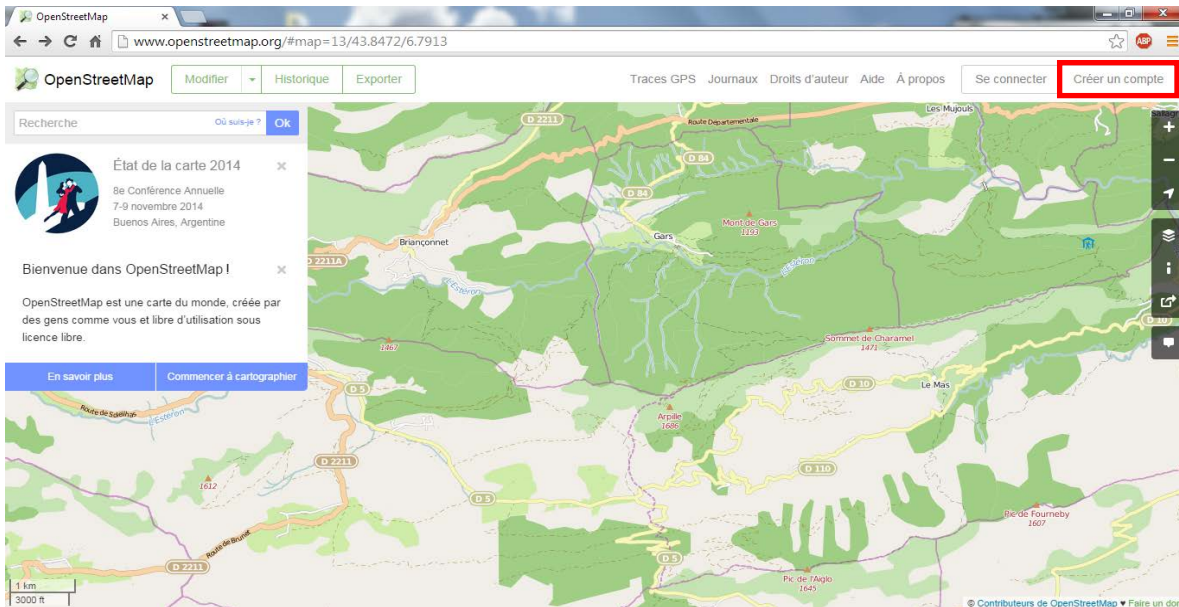 OpenStreetMap
www.openstreetmap.org/#map=13/43.8472/6.7913
ABP
OpenStreetMap
Modifier
Historique
Exporter
Traces GPS
Journaux
Droits d'auteur
Aide
À propos
Se connecter
Créer un compte
Recherche
Où suis-je ?
Ok
État de la carte 2014
8e Conférence Annuelle
7-9 novembre 2014
Buenos Aires, Argentine
Bienvenue dans OpenStreetMap !
OpenStreetMap est une carte du monde, créée par
des gens comme vous et libre d'utilisation sous
licence libre.
En savoir plus
Commencer à cartographier
D 2211
Route Départementale
Les Mujouls
D 84
D 84
Mont de Gars
1193
Gars
Briançonnet
D 2211A
L'Estéron
L'Estéron
1467
Sommet de Charamel
1471
D 10
D 10
Le Mas
D 5
L'Estéron
Arpille
1686
D 2211
D 110
1612
D 5
Pic de Fourneby
1607
Route de Brunet
D 2211
D 5
Pic de l'Aiglo
1645
1 km
3000 ft
© Contributeurs de OpenStreetMap ♥ Faire un don